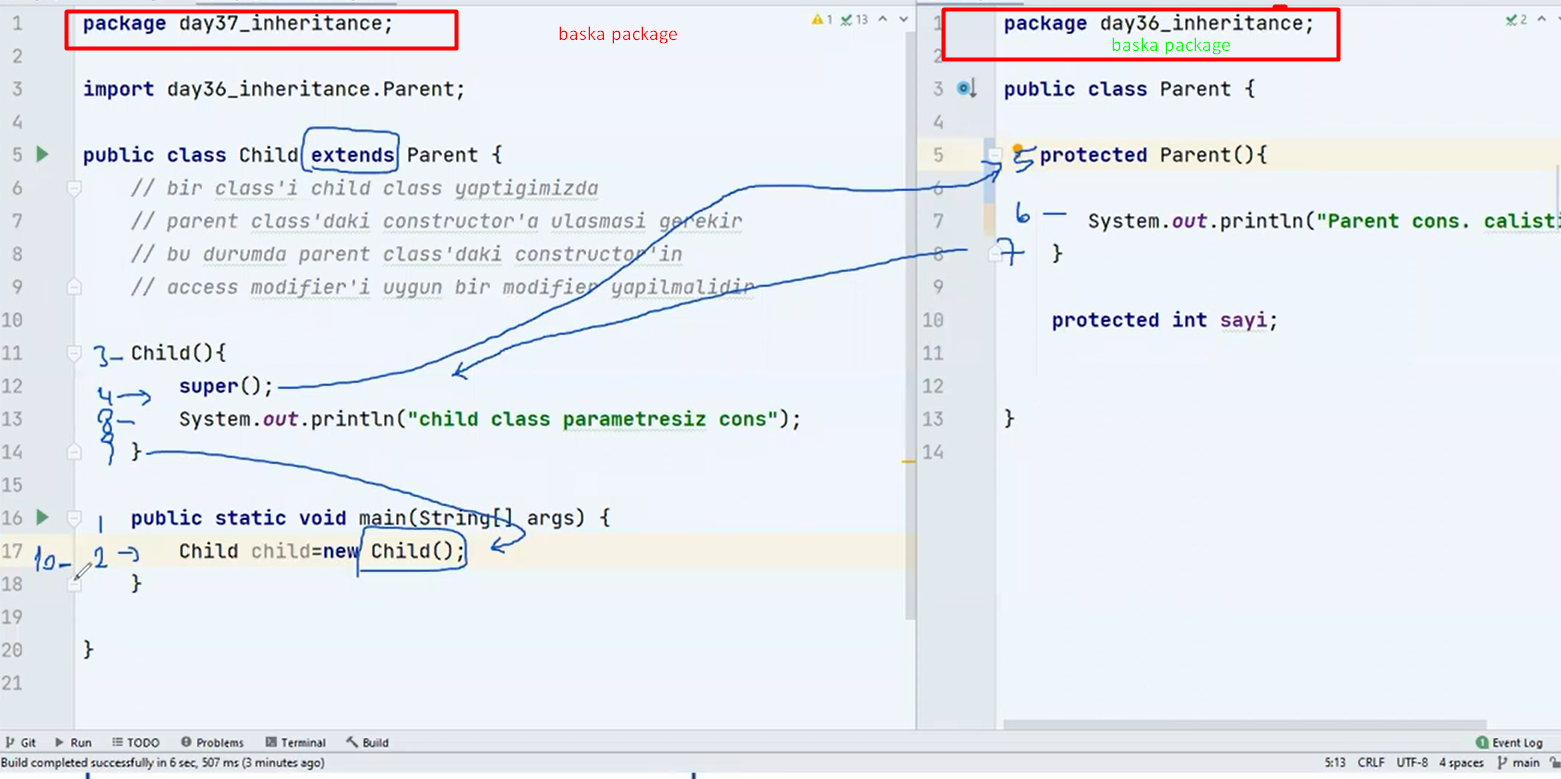 1 package day37_inheritance;
baska package
1 13
2
3 import day36_inheritance.Parent;
4
5 public class Child extends Parent {
6 // bir class'i child class yaptigimizda
7 // parent class'daki constructor'a ulasmasi gerekir
8 // bu durumda parent class'daki constructor'in
9 // access modifier'i uygun bir modifier yapilmalidir
10
11 3- Child(){
12 4 super();
13 8- System.out.println("child class parametresiz cons");
14 9 }
15
16 1 public static void main(String[] args) {
17 10- 2 Child child=new Child();
18 }
19
20 }
21
1 package day36_inheritance;
2
2 baska package
3 public class Parent {
4
5 5 protected Parent(){
6
7 6 - System.out.println("Parent cons. calisti
8 7 }
9
10 protected int sayi;
11
12
13 }
14
Git Run TODO Problems Terminal Build
1 Event Log
Build completed successfully in 6 sec, 507 ms (3 minutes ago)
5:13 CRLF UTF-8 4 spaces main